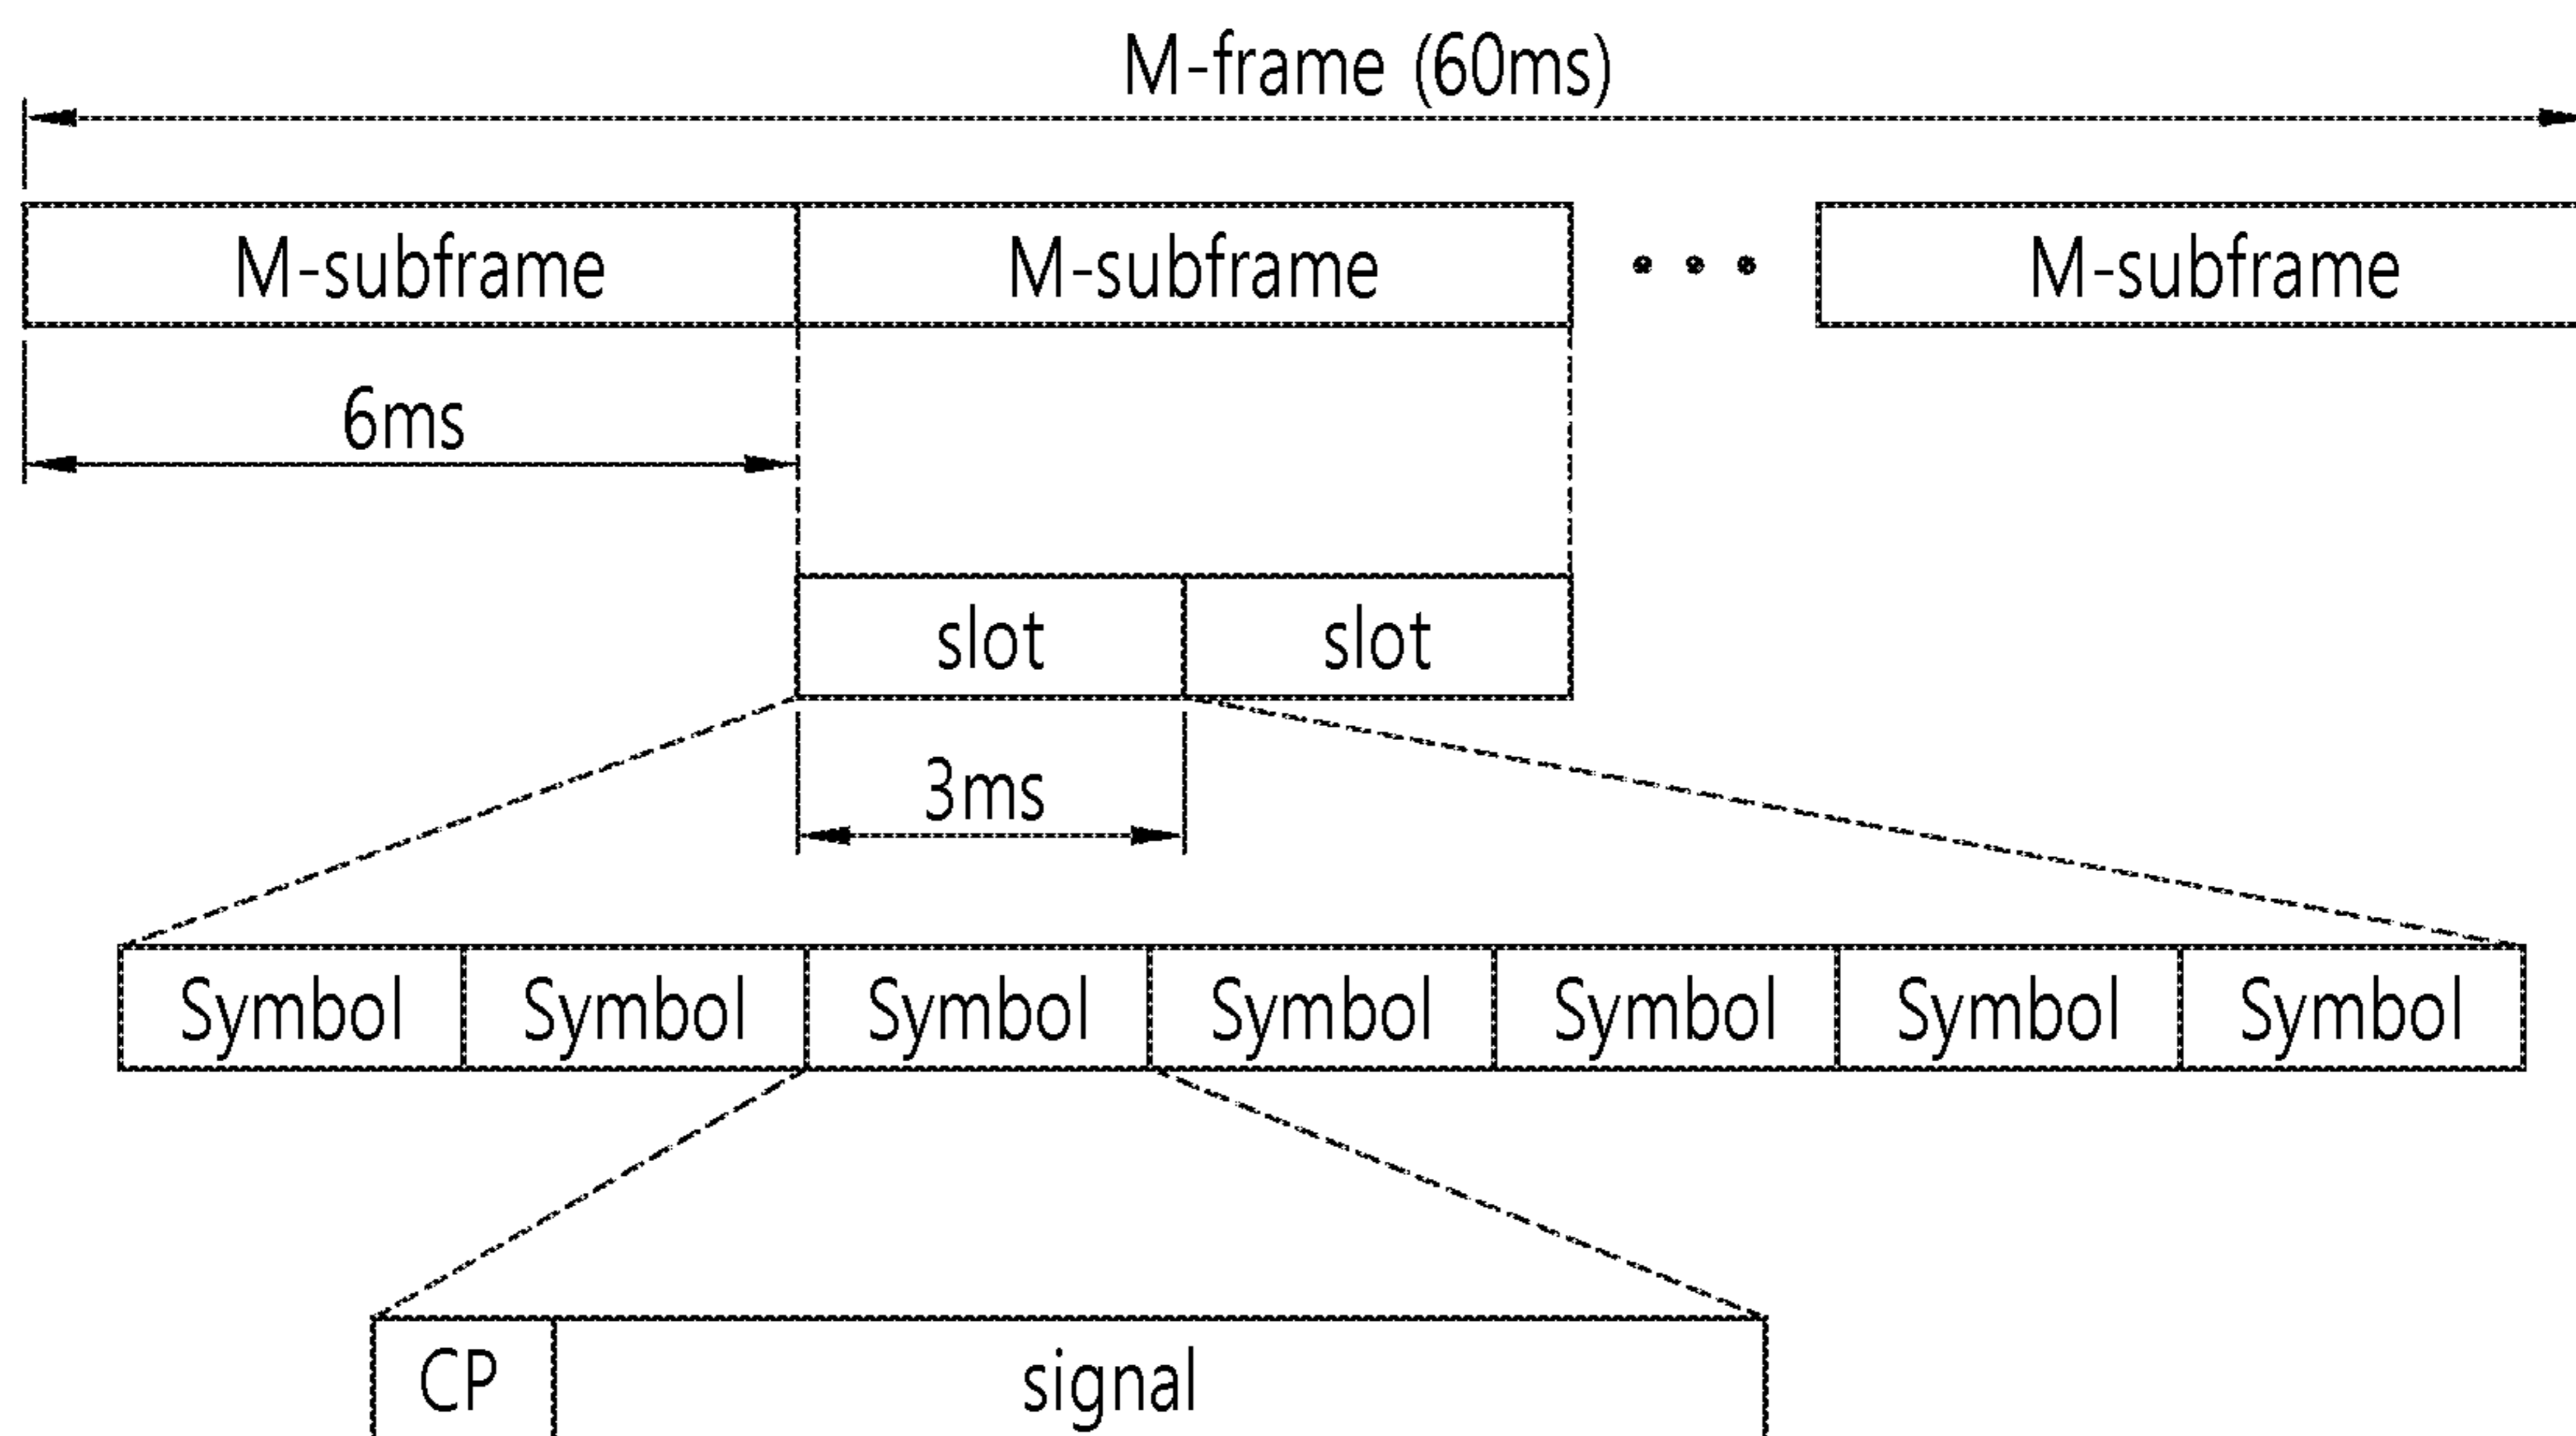 M-frame (60ms)
M-subframe M-subframe • • • M-subframe
6ms
slot slot
3ms
Symbol Symbol Symbol Symbol Symbol Symbol Symbol
CP signal